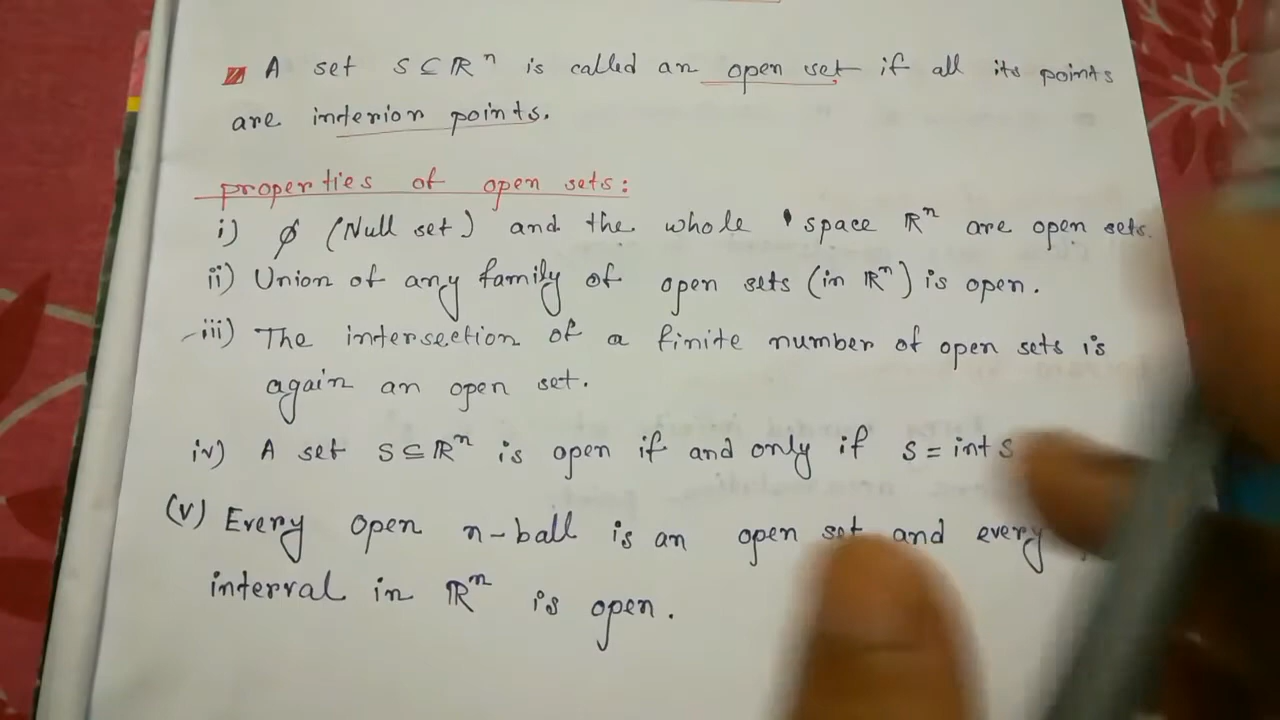 A set S ⊆ ℝⁿ is called an open set if all its points
are interior points.
properties of open sets:
i) ϕ (Null set) and the whole space ℝⁿ are open sets.
ii) Union of any family of open sets (in ℝⁿ) is open.
iii) The intersection of a finite number of open sets is
again an open set.
iv) A set S ⊆ ℝⁿ is open if and only if S = int S
(v) Every open n-ball is an open set and every
interval in ℝⁿ is open.